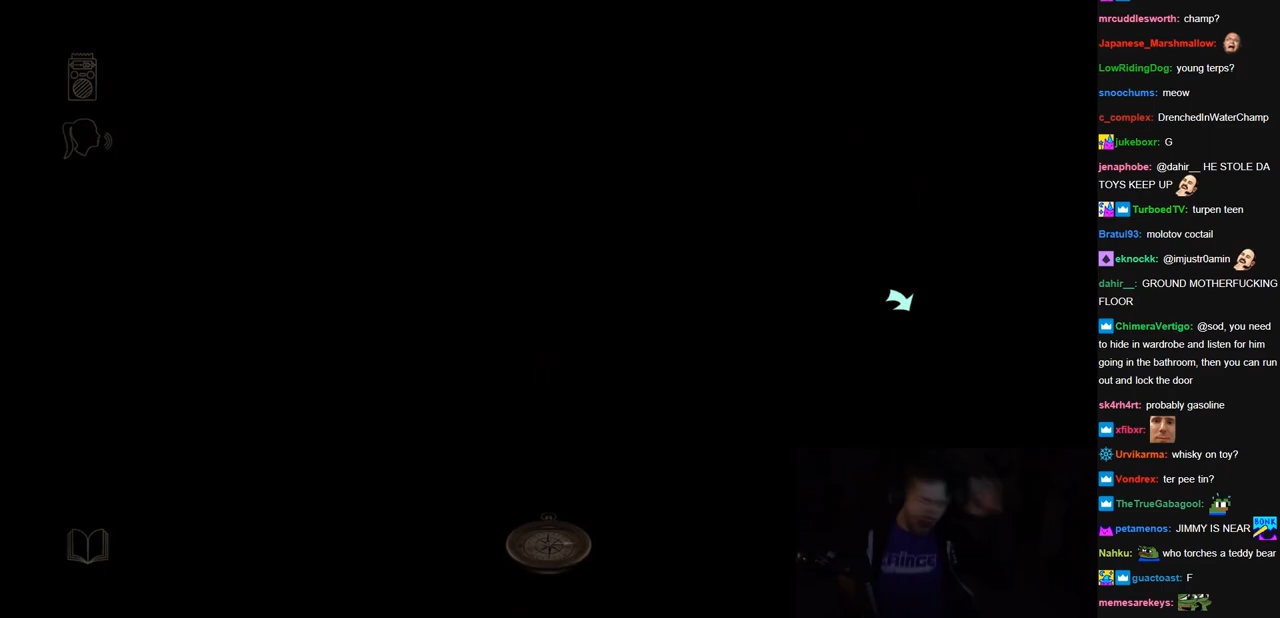 mrcuddlesworth: champ?
Japanese_Marshmallow:
LowRidingDog: young terps?
snoochums: meow
c_complex: DrenchedInWaterChamp
jukeboxr: G
jenaphobe: @dahir__ HE STOLE DA
TOYS KEEP UP
TurboedTV: turpen teen
Bratul93: molotov coctail
eknockk: @imjustr0amin
dahir__: GROUND MOTHERFUCKING
FLOOR
ChimeraVertigo: @sod, you need
to hide in wardrobe and listen for him
going in the bathroom, then you can run
out and lock the door
sk4rh4rt: probably gasoline
xfibxr:
Urvikarma: whisky on toy?
Vondrex: ter pee tin?
TheTrueGabagool:
petamenos: JIMMY IS NEAR BONK
Nahku: who torches a teddy bear
guactoast: F
memesarekeys: